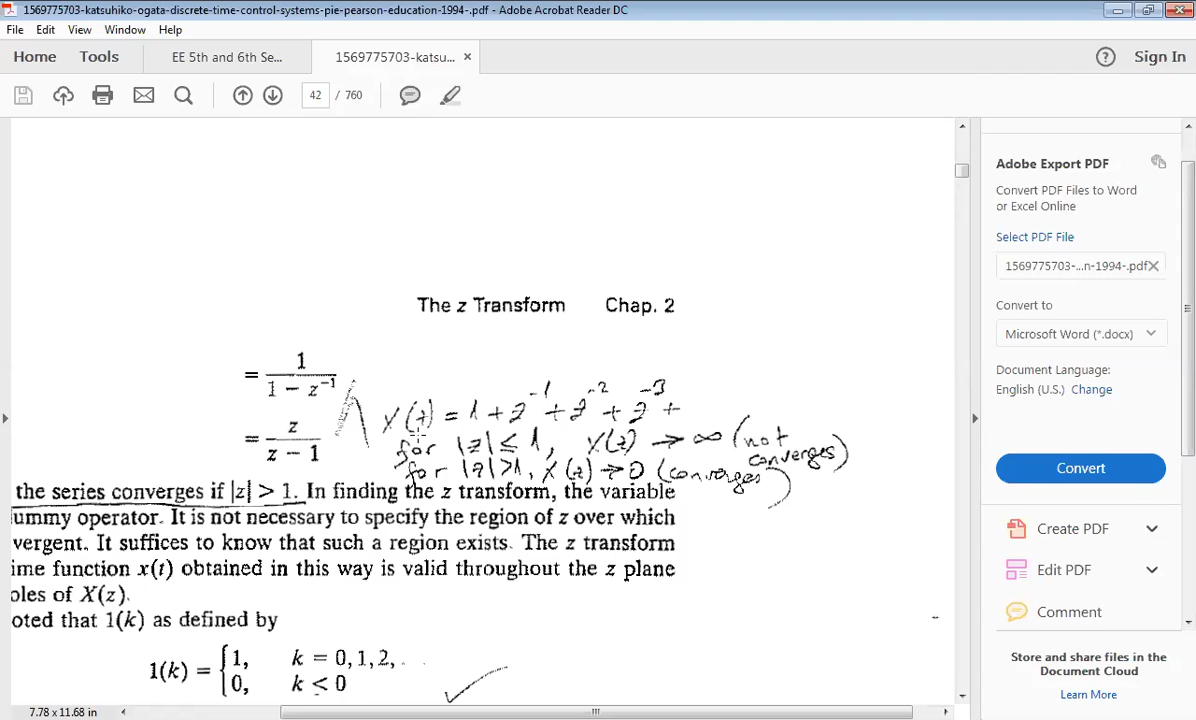 1569775703-katsuhiko-ogata-discrete-time-control-systems-pie-pearson-education-1994-.pdf - Adobe Acrobat Reader DC
File Edit View Window Help
Home Tools EE 5th and 6th Se... 1569775703-katsu... × Sign In
42 / 760
The z Transform Chap. 2
= 1 / (1 − z⁻¹)
= z / (z − 1)
X(z) = 1 + z⁻¹ + z⁻² + z⁻³ +
for |z| ≤ 1, X(z) → ∞ (not converges)
for |z| > 1, X(z) → 0 (converges)
the series converges if |z| > 1. In finding the z transform, the variable
ummy operator. It is not necessary to specify the region of z over which
vergent. It suffices to know that such a region exists. The z transform
ime function x(t) obtained in this way is valid throughout the z plane
oles of X(z).
oted that 1(k) as defined by
1(k) = { 1, k = 0, 1, 2, .
0, k < 0
7.78 x 11.68 in
Adobe Export PDF
Convert PDF Files to Word
or Excel Online
Select PDF File
1569775703-...n-1994-.pdf ×
Convert to
Microsoft Word (*.docx)
Document Language:
English (U.S.) Change
Convert
Create PDF
Edit PDF
Comment
Store and share files in the
Document Cloud
Learn More